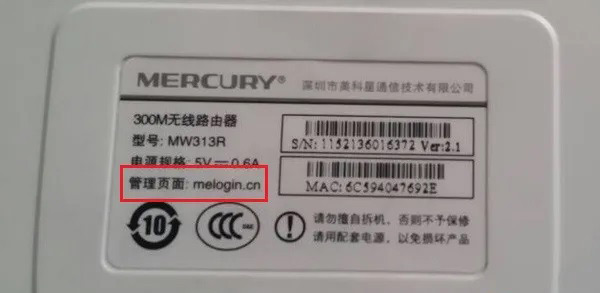 MERCURY® 深圳市美科星通信技术有限公司
300M无线路由器
型号: MW313R
S/N: 1152136016372 Ver:2.1
电源规格: 5V⎓0.6A
管理页面: melogin.cn
MAC: 6C594047692E
10
CCC
请勿擅自拆机，否则不予保修
请用配套电源，以免损坏产品